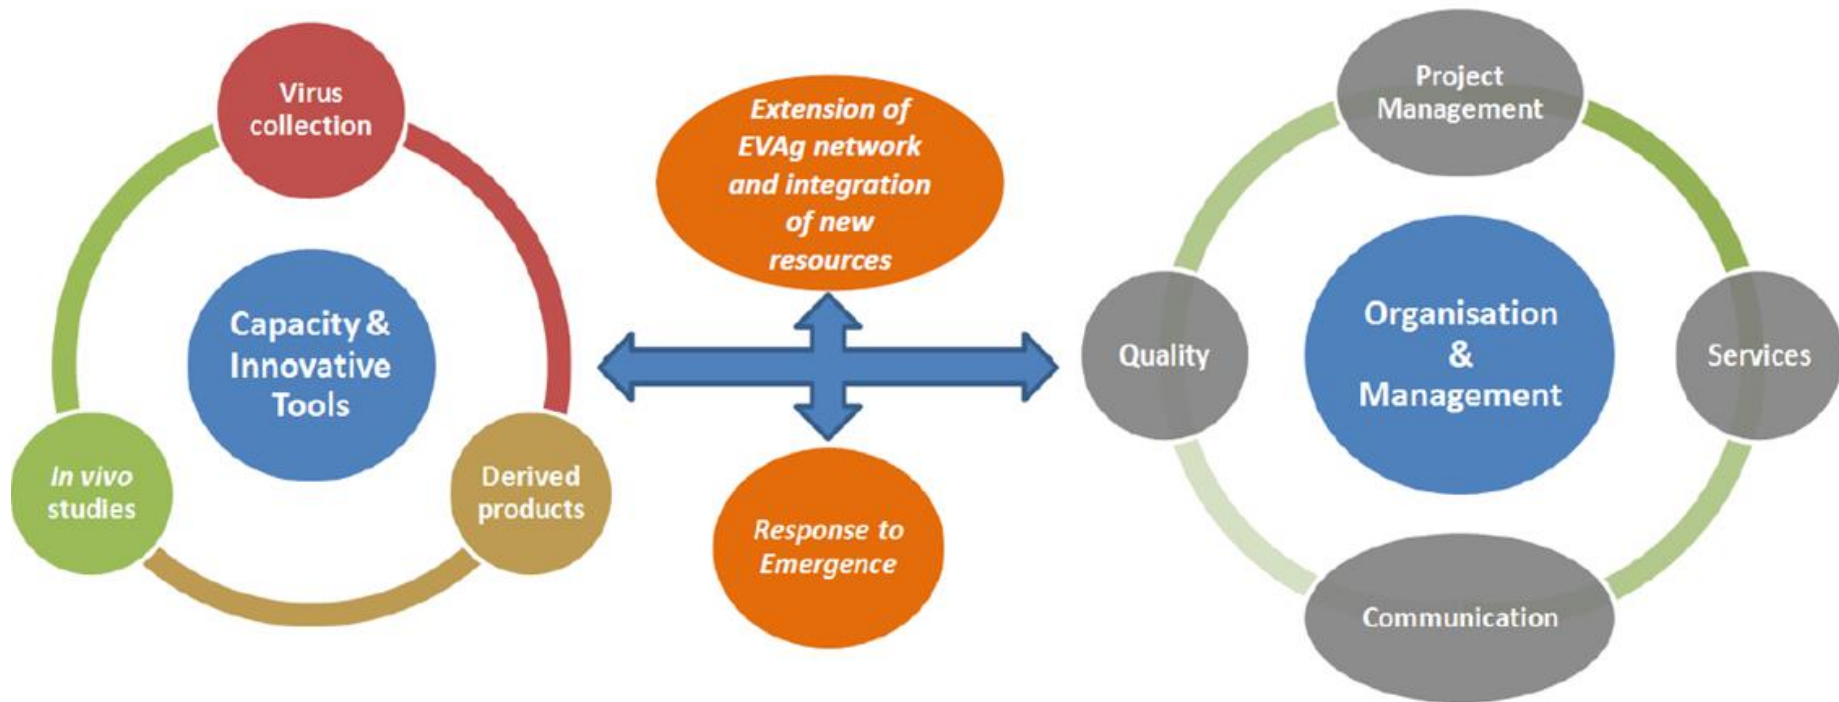 Virus
collection
Capacity &
Innovative
Tools
In vivo
studies
Derived
products
Extension of
EVAg network
and integration
of new
resources
Response to
Emergence
Project
Management
Quality
Organisation
&
Management
Services
Communication